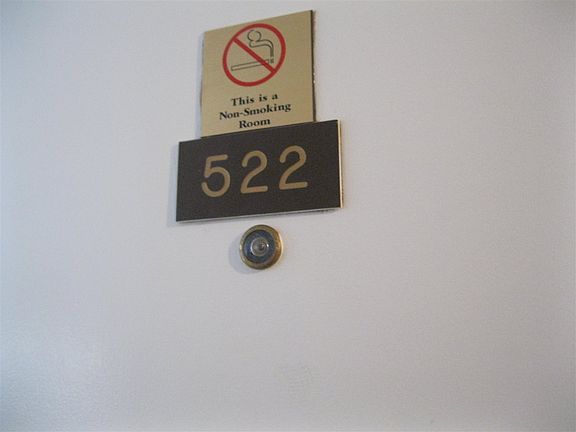 This is a
Non-Smoking
Room
522